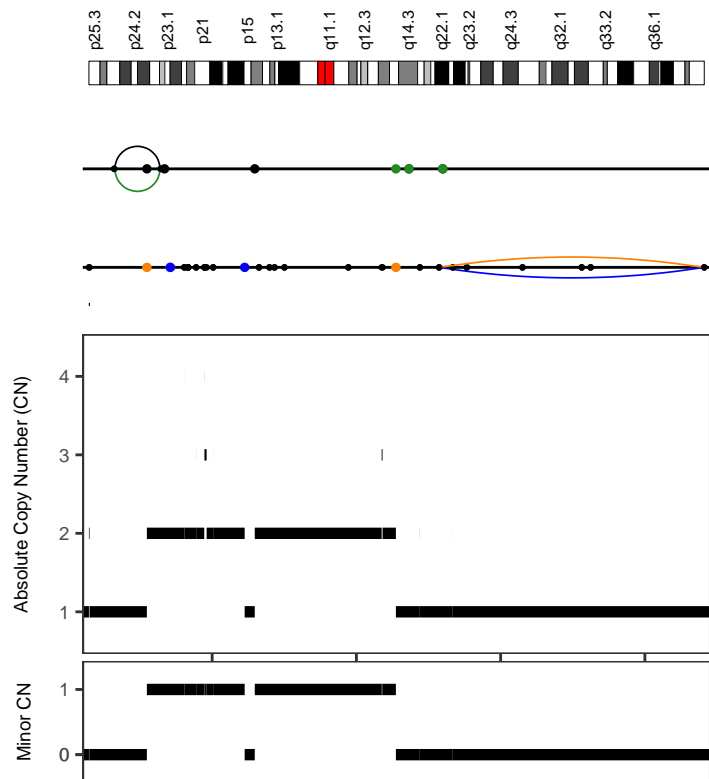 p25.3
p24.2
p23.1
p21
p15
p13.1
q11.1
q12.3
q14.3
q22.1
q23.2
q24.3
q32.1
q33.2
q36.1
Absolute Copy Number (CN)
4
3
2
1
Minor CN
1
0